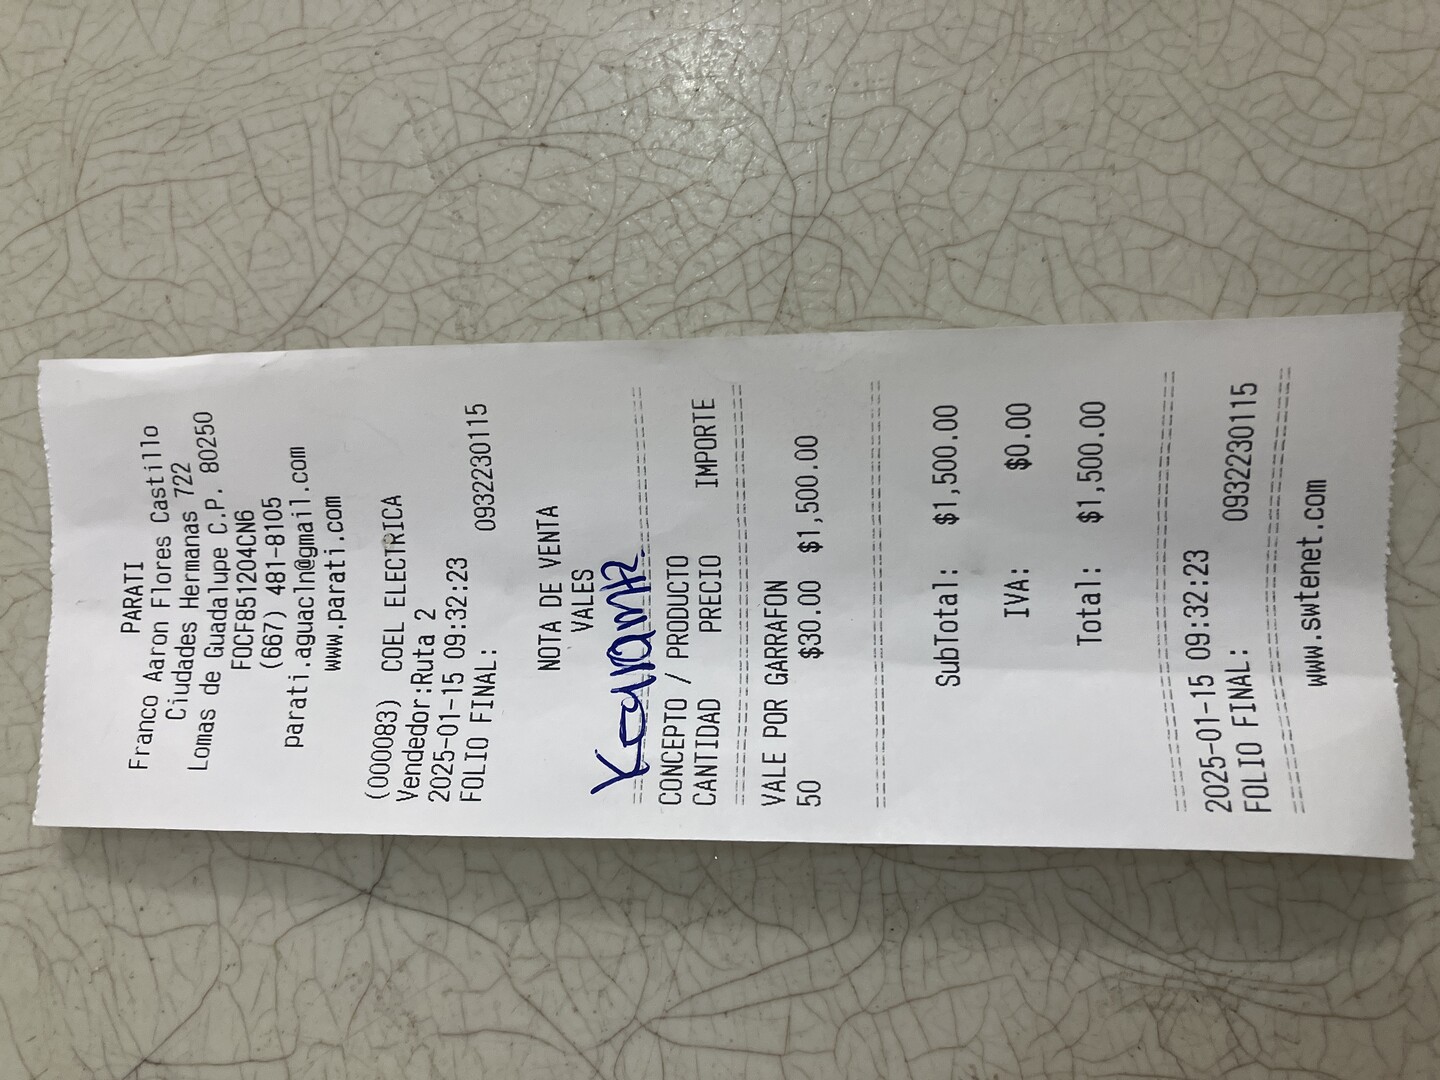 PARATI
Franco Aaron Flores Castillo
Ciudades Hermanas 722
Lomas de Guadalupe C.P. 80250
FOCF851204CN6
(667) 481-8105
parati.aguacln@gmail.com
www.parati.com
(000083) COEL ELECTRICA
Vendedor:Ruta 2
2025-01-15 09:32:23
FOLIO FINAL: 0932230115
NOTA DE VENTA
VALES
CONCEPTO / PRODUCTO
CANTIDAD PRECIO IMPORTE
VALE POR GARRAFON
50 $30.00 $1,500.00
SubTotal: $1,500.00
IVA: $0.00
Total: $1,500.00
2025-01-15 09:32:23
FOLIO FINAL: 0932230115
www.swtenet.com